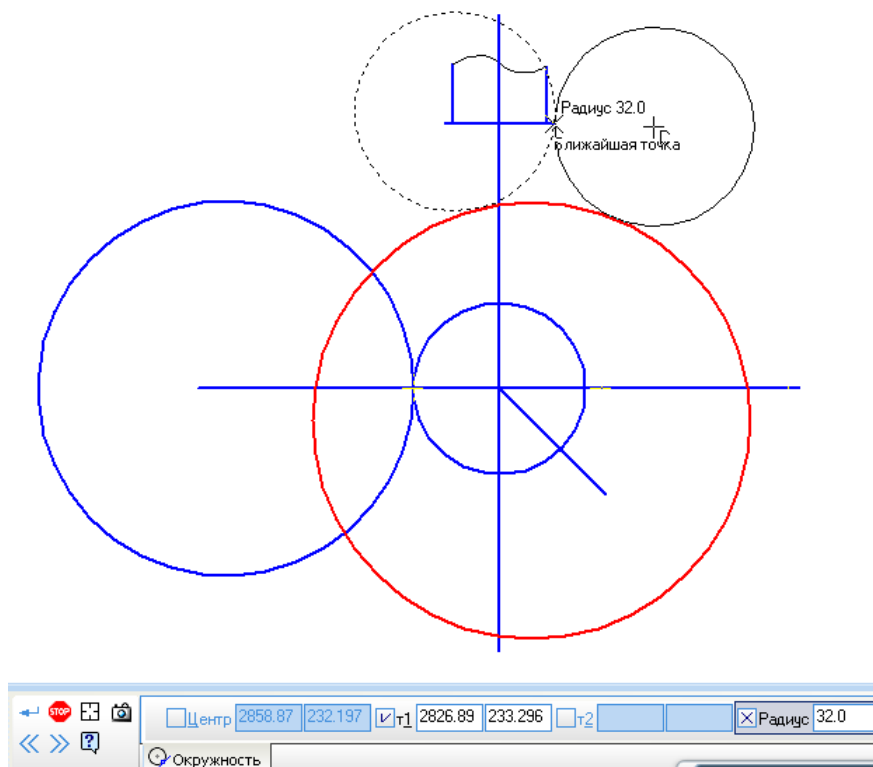 Радиус 32.0
Ближайшая точка
STOP
Центр 2858.87 232.197 т1 2826.89 233.296 т2 Радиус 32.0
Окружность